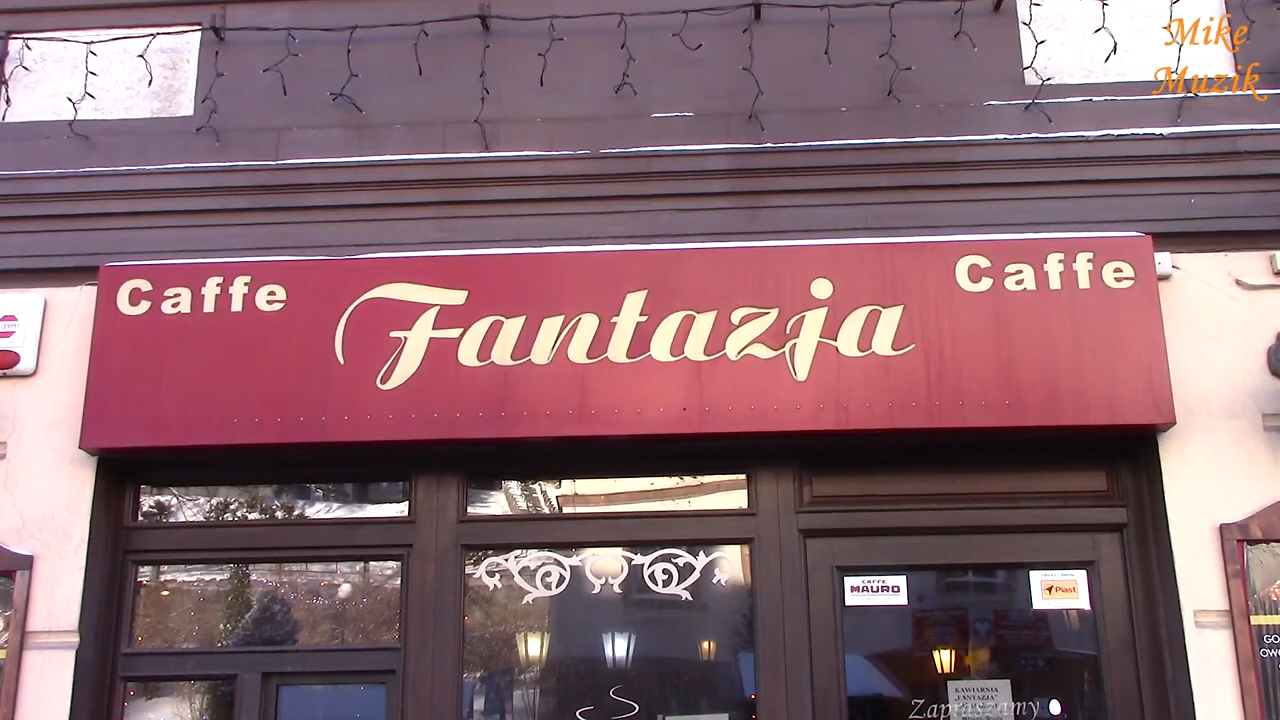 Mike
Muzik
Caffe
Fantazja
Caffe
CAFFE
MAURO
Piast
KAWIARNIA
„FANTAZJA"
Zapraszamy